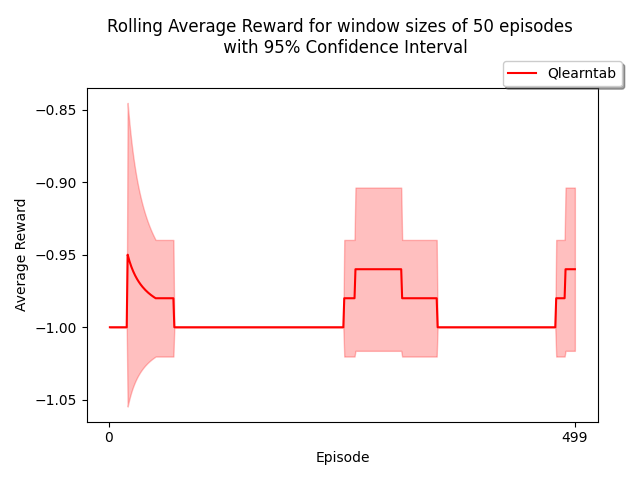 Rolling Average Reward for window sizes of 50 episodes
with 95% Confidence Interval
Qlearntab
−0.85
−0.90
−0.95
−1.00
−1.05
Average Reward
0
499
Episode